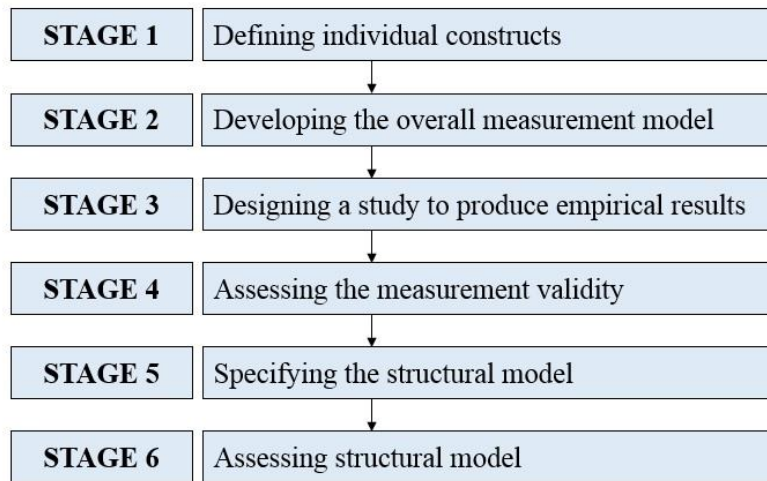 STAGE 1 Defining individual constructs
STAGE 2 Developing the overall measurement model
STAGE 3 Designing a study to produce empirical results
STAGE 4 Assessing the measurement validity
STAGE 5 Specifying the structural model
STAGE 6 Assessing structural model